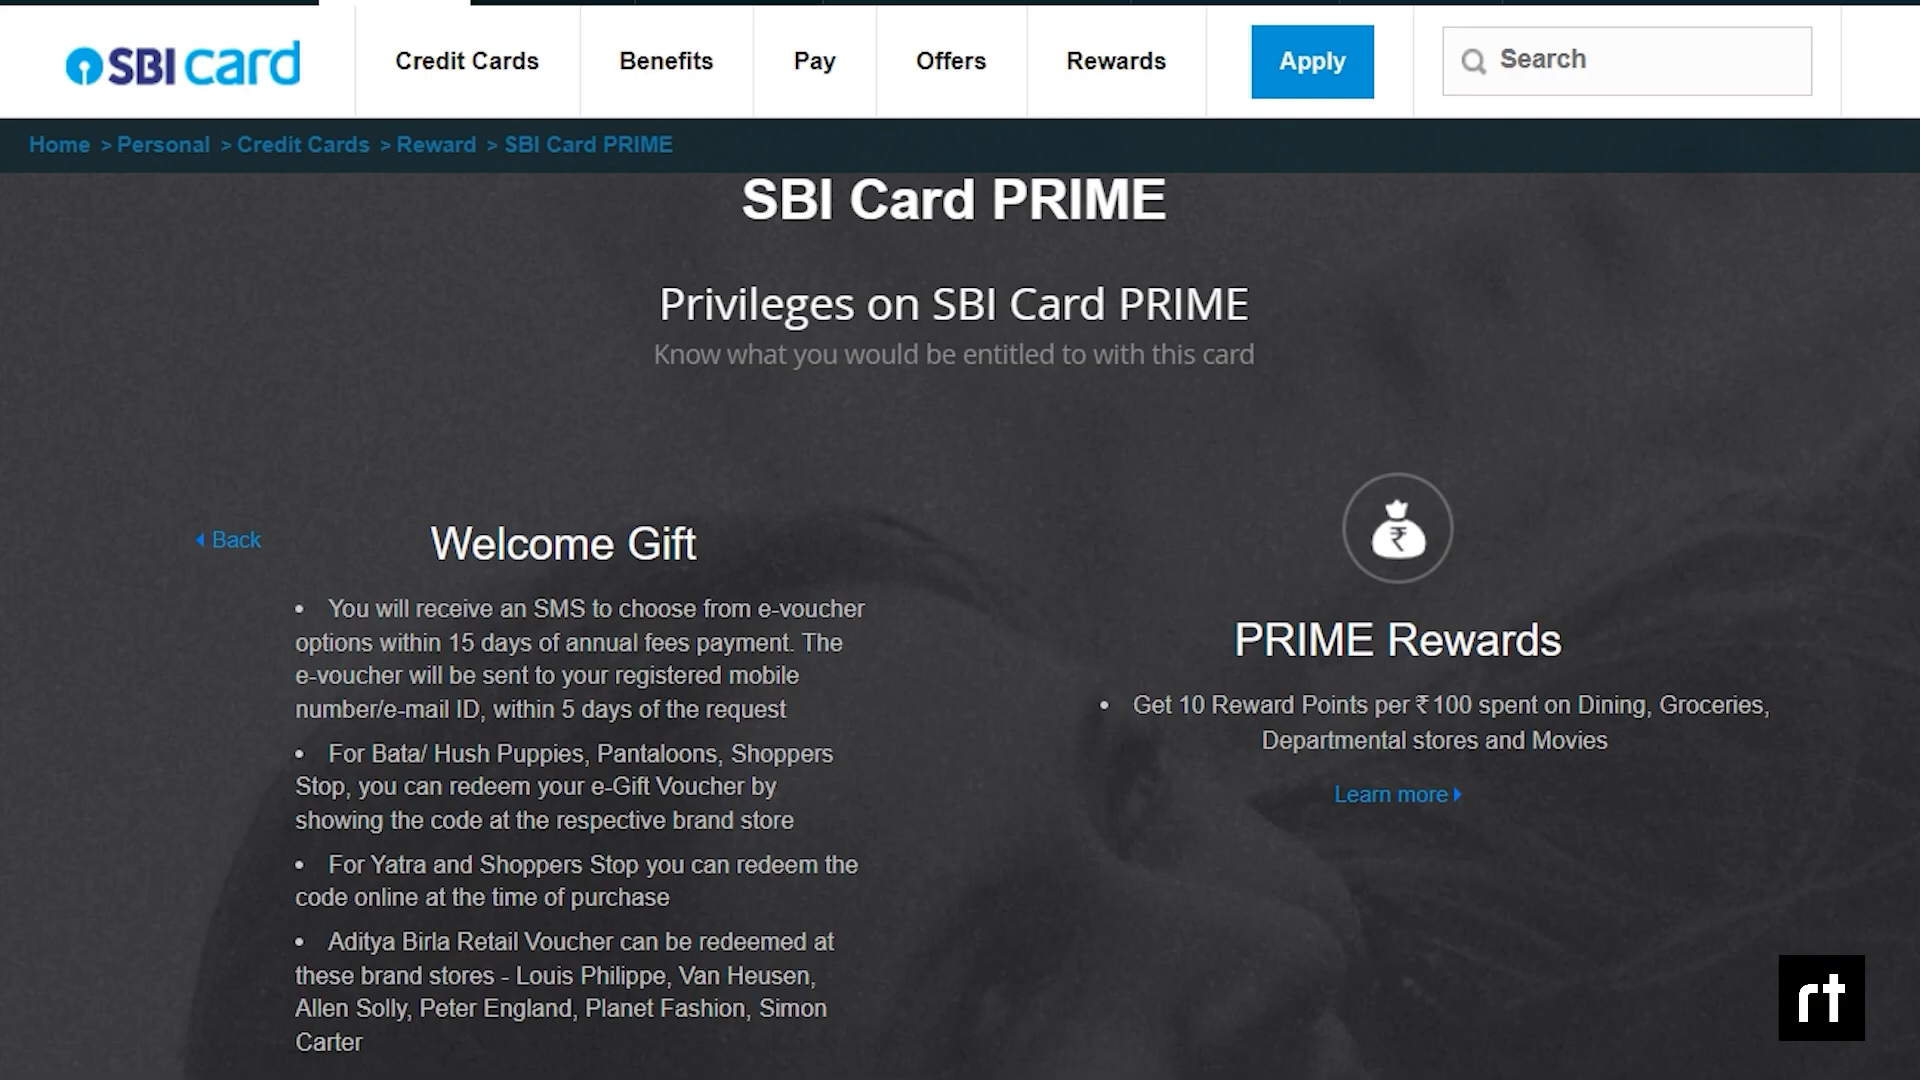 SBI card
Credit Cards
Benefits
Pay
Offers
Rewards
Apply
Search
Home > Personal > Credit Cards > Reward > SBI Card PRIME
SBI Card PRIME
Privileges on SBI Card PRIME
Know what you would be entitled to with this card
Back
Welcome Gift
• You will receive an SMS to choose from e-voucher
options within 15 days of annual fees payment. The
e-voucher will be sent to your registered mobile
number/e-mail ID, within 5 days of the request
• For Bata/ Hush Puppies, Pantaloons, Shoppers
Stop, you can redeem your e-Gift Voucher by
showing the code at the respective brand store
• For Yatra and Shoppers Stop you can redeem the
code online at the time of purchase
• Aditya Birla Retail Voucher can be redeemed at
these brand stores - Louis Philippe, Van Heusen,
Allen Solly, Peter England, Planet Fashion, Simon
Carter
₹
PRIME Rewards
• Get 10 Reward Points per ₹100 spent on Dining, Groceries,
Departmental stores and Movies
Learn more
rt